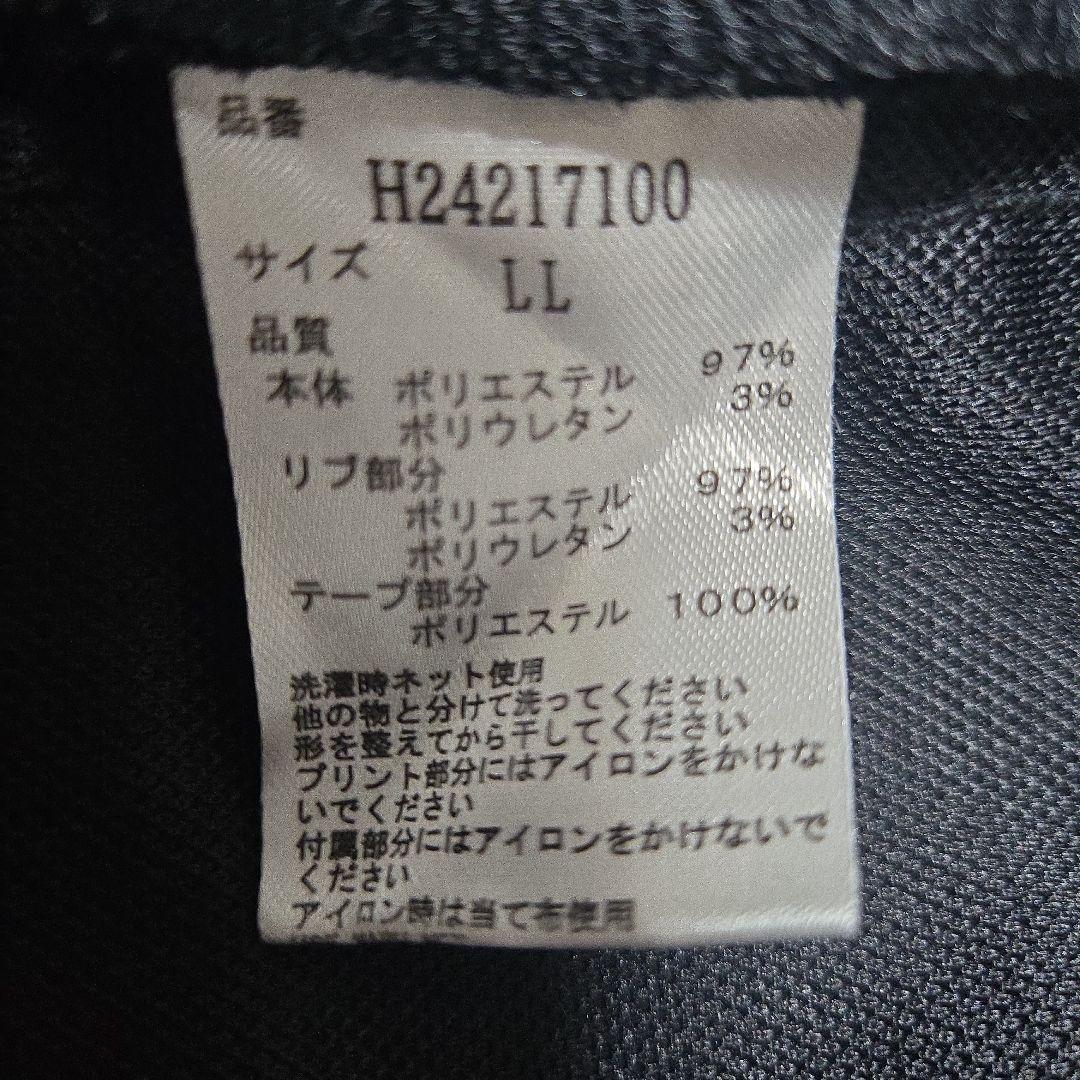 品番
H24217100
サイズ LL
品質
本体 ポリエステル 97%
ポリウレタン 3%
リブ部分
ポリエステル 97%
ポリウレタン 3%
テープ部分
ポリエステル 100%
洗濯時ネット使用
他の物と分けて洗ってください
形を整えてから干してください
プリント部分にはアイロンをかけな
いでください
付属部分にはアイロンをかけないで
ください
アイロン時は当て布使用